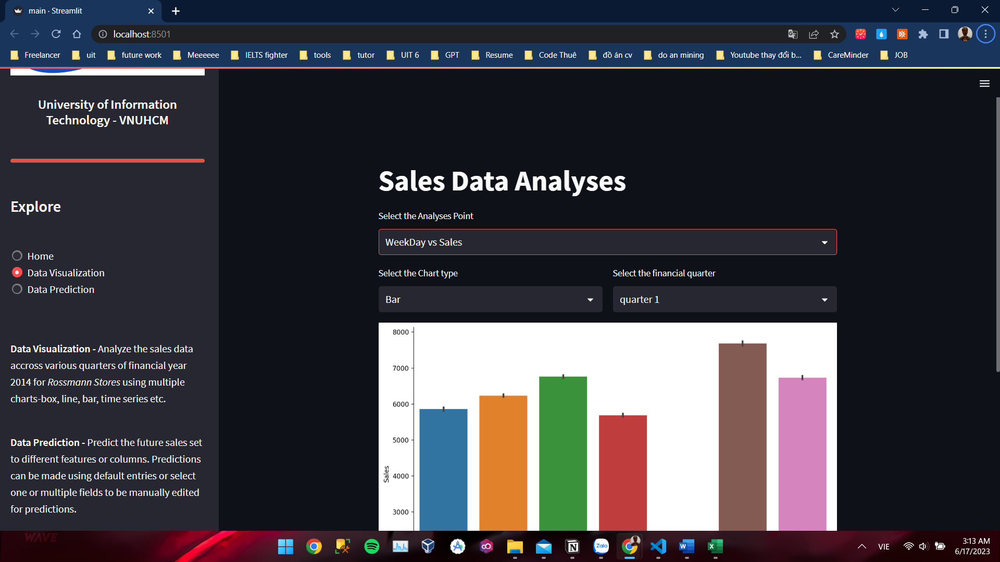 main · Streamlit
localhost:8501
Freelancer uit future work Meeeeee IELTS fighter tools tutor UIT 6 GPT Resume Code Thuê đồ án cv do an mining Youtube thay đổi b... CareMinder JOB
University of Information
Technology - VNUHCM
Explore
Home
Data Visualization
Data Prediction
Data Visualization - Analyze the sales data
accross various quarters of financial year
2014 for Rossmann Stores using multiple
charts-box, line, bar, time series etc.
Data Prediction - Predict the future sales set
to different features or columns. Predictions
can be made using default entries or select
one or multiple fields to be manually edited
for predictions.
Sales Data Analyses
Select the Analyses Point
WeekDay vs Sales
Select the Chart type
Select the financial quarter
Bar
quarter 1
8000
7000
6000
5000
4000
3000
Sales
WAVE
Zalo
VIE
3:13 AM
6/17/2023